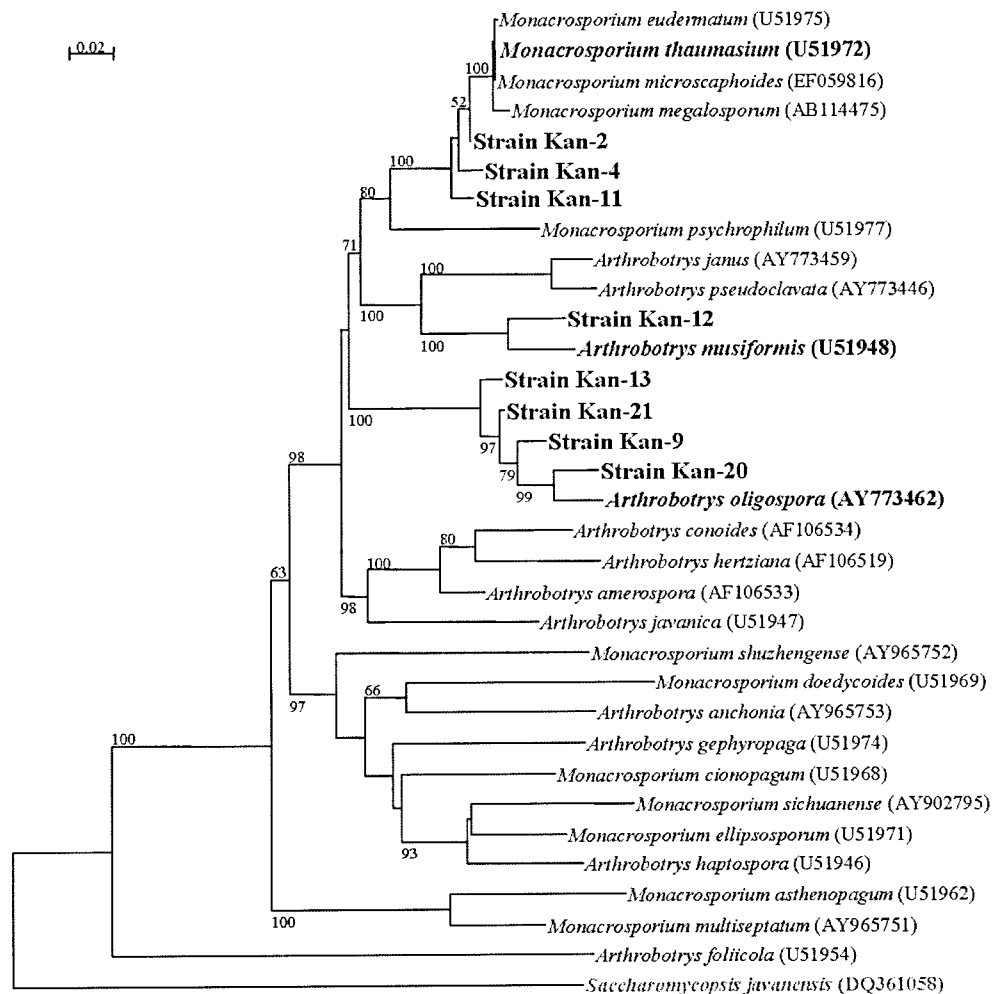 Monacrosporium eudermatum (U51975)
0.02
Monacrosporium thaumasium (U51972)
100
Monacrosporium microscaphoides (EF059816)
52
Monacrosporium megalosporum (AB114475)
Strain Kan-2
100
Strain Kan-4
80
Strain Kan-11
71
Monacrosporium psychrophilum (U51977)
Arthrobotrys janus (AY773459)
100
Arthrobotrys pseudoclavata (AY773446)
100
Strain Kan-12
100
Arthrobotrys musiformis (U51948)
Strain Kan-13
100
Strain Kan-21
97
Strain Kan-9
98
79
Strain Kan-20
99
Arthrobotrys oligospora (AY773462)
Arthrobotrys conoides (AF106534)
80
Arthrobotrys hertziana (AF106519)
63
100
Arthrobotrys amerospora (AF106533)
98
Arthrobotrys javanica (U51947)
Monacrosporium shuzhengense (AY965752)
66
Monacrosporium doedycoides (U51969)
97
Arthrobotrys anchonia (AY965753)
100
Arthrobotrys gephyropaga (U51974)
Monacrosporium cionopagum (U51968)
Monacrosporium sichuanense (AY902795)
Monacrosporium ellipsosporum (U51971)
93
Arthrobotrys haptospora (U51946)
Monacrosporium asthenopagum (U51962)
100
Monacrosporium multiseptatum (AY965751)
Arthrobotrys foliicola (U51954)
Saccharomycopsis javanensis (DQ361058)